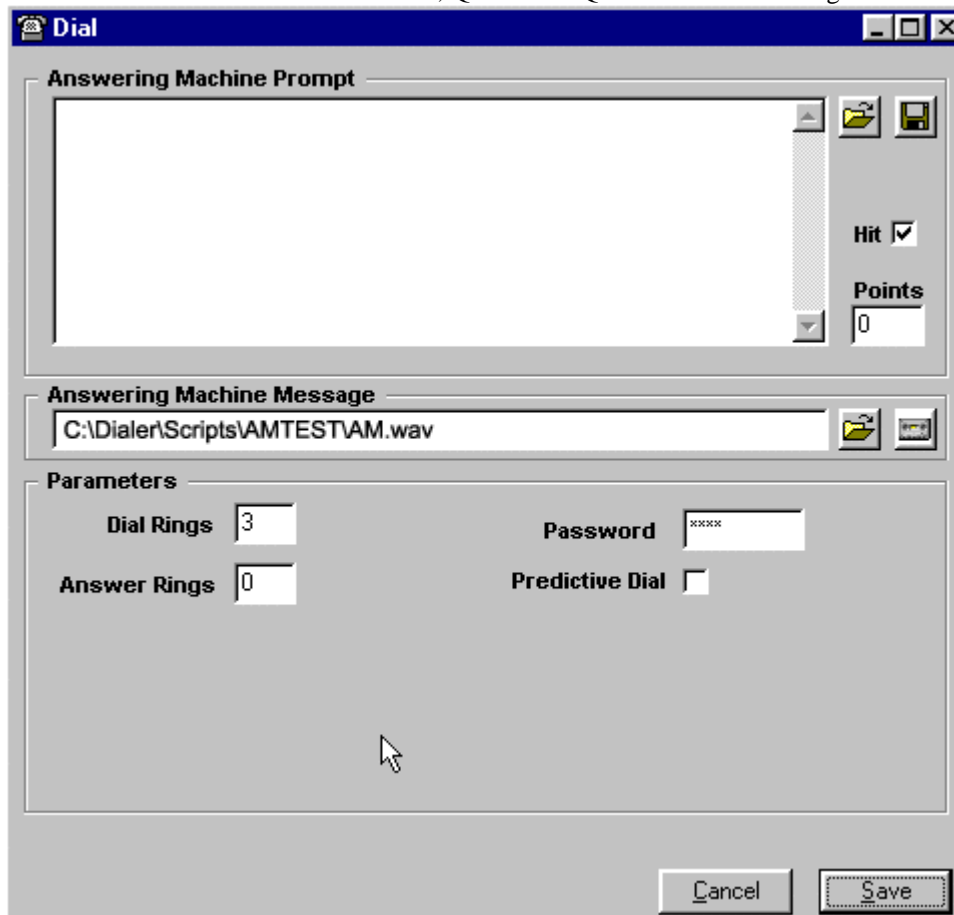 Dial
Answering Machine Prompt
Hit
Points
0
Answering Machine Message
C:\Dialer\Scripts\AMTEST\AM.wav
Parameters
Dial Rings 3
Password ××××
Answer Rings 0
Predictive Dial
Cancel Save